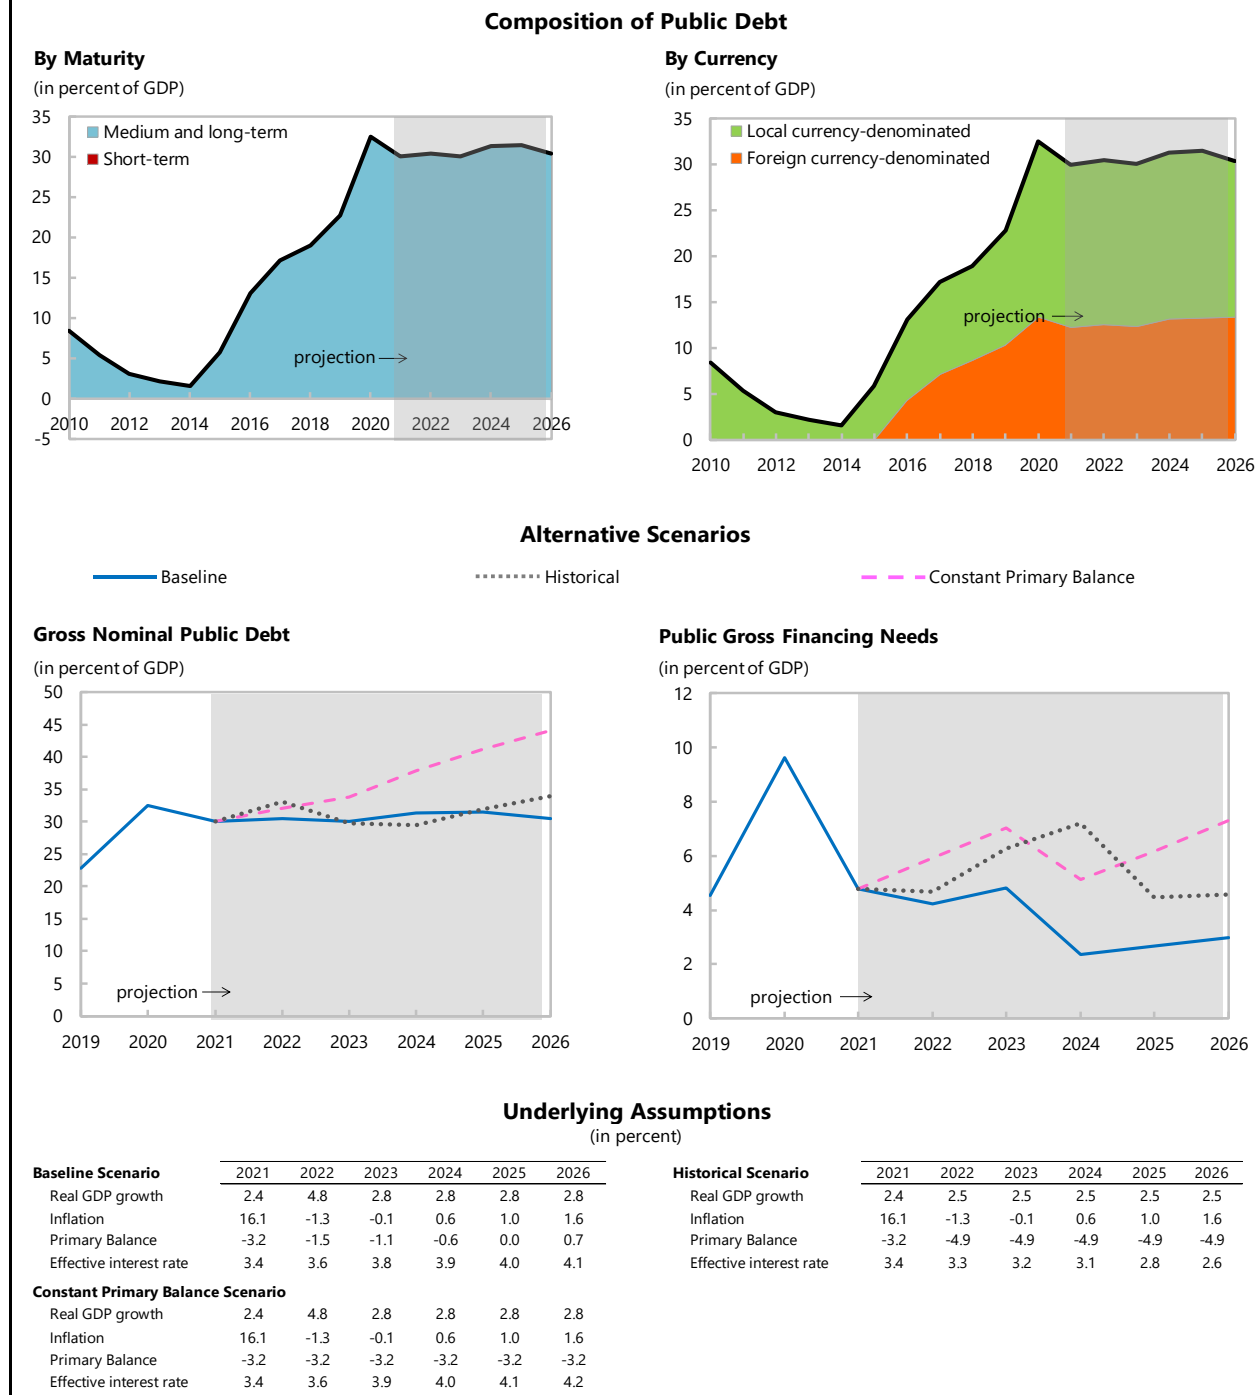 Composition of Public Debt
By Maturity
(in percent of GDP)
35
30
25
20
15
10
5
0
-5
Medium and long-term
Short-term
projection
2010 2012 2014 2016 2018 2020 2022 2024 2026
By Currency
(in percent of GDP)
35
30
25
20
15
10
5
0
Local currency-denominated
Foreign currency-denominated
projection
2010 2012 2014 2016 2018 2020 2022 2024 2026
Alternative Scenarios
Baseline Historical Constant Primary Balance
Gross Nominal Public Debt
(in percent of GDP)
50
45
40
35
30
25
20
15
10
5
0
projection
2019 2020 2021 2022 2023 2024 2025 2026
Public Gross Financing Needs
(in percent of GDP)
12
10
8
6
4
2
0
projection
2019 2020 2021 2022 2023 2024 2025 2026
Underlying Assumptions
(in percent)
Baseline Scenario 2021 2022 2023 2024 2025 2026
Real GDP growth 2.4 4.8 2.8 2.8 2.8 2.8
Inflation 16.1 -1.3 -0.1 0.6 1.0 1.6
Primary Balance -3.2 -1.5 -1.1 -0.6 0.0 0.7
Effective interest rate 3.4 3.6 3.8 3.9 4.0 4.1
Constant Primary Balance Scenario
Real GDP growth 2.4 4.8 2.8 2.8 2.8 2.8
Inflation 16.1 -1.3 -0.1 0.6 1.0 1.6
Primary Balance -3.2 -3.2 -3.2 -3.2 -3.2 -3.2
Effective interest rate 3.4 3.6 3.9 4.0 4.1 4.2
Historical Scenario 2021 2022 2023 2024 2025 2026
Real GDP growth 2.4 2.5 2.5 2.5 2.5 2.5
Inflation 16.1 -1.3 -0.1 0.6 1.0 1.6
Primary Balance -3.2 -4.9 -4.9 -4.9 -4.9 -4.9
Effective interest rate 3.4 3.3 3.2 3.1 2.8 2.6